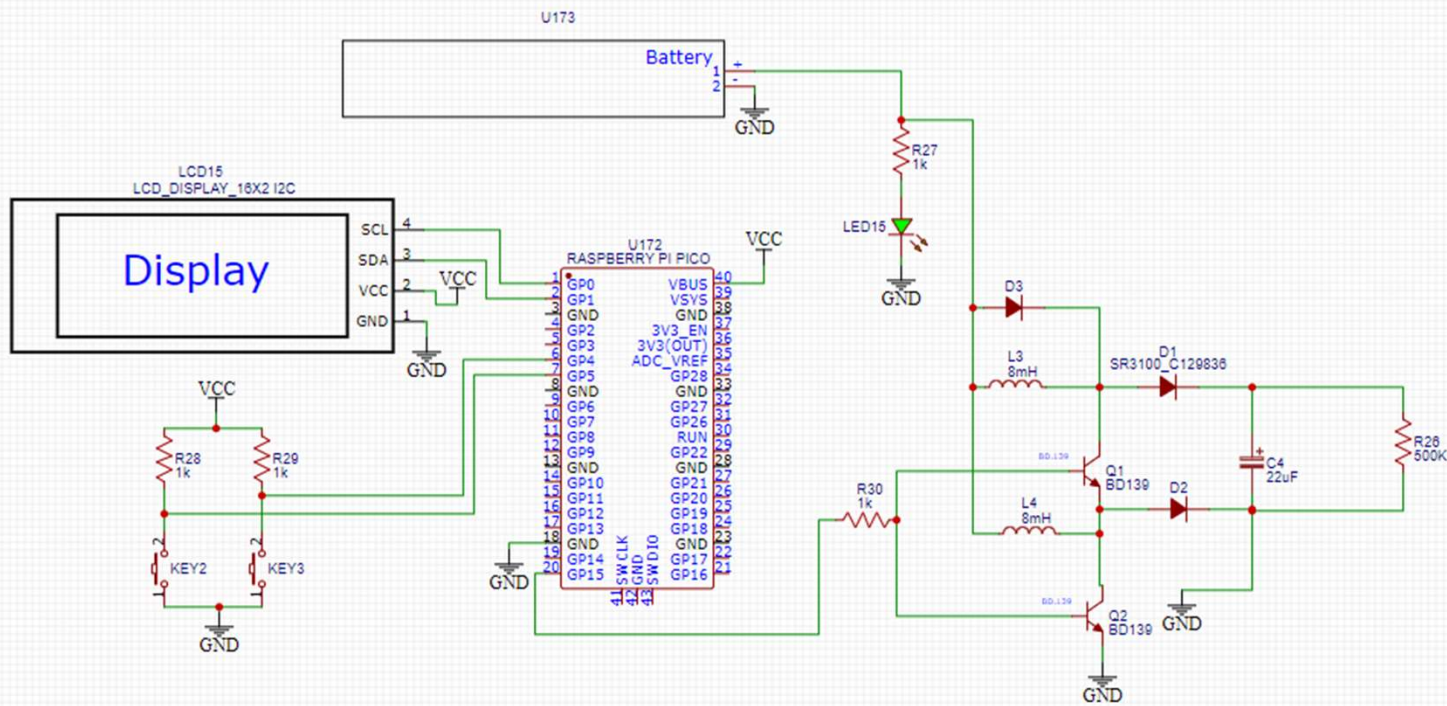 U173
Battery
1 +
2 -
GND
R27
1k
LED15
GND
LCD15
LCD_DISPLAY_16X2 I2C
Display
SCL 4
SDA 3
VCC 2
GND 1
VCC
GND
U172
RASPBERRY PI PICO
VCC
1 GP0
2 GP1
3 GND
4 GP2
5 GP3
6 GP4
7 GP5
8 GND
9 GP6
10 GP7
11 GP8
12 GP9
13 GND
14 GP10
15 GP11
16 GP12
17 GP13
18 GND
19 GP14
20 GP15
VBUS 40
VSYS 39
GND 38
3V3_EN 37
3V3(OUT) 36
ADC_VREF 35
GP28 34
GND 33
GP27 32
GP26 31
RUN 30
GP22 29
GND 28
GP21 27
GP20 26
GP19 25
GP18 24
GND 23
GP17 22
GP16 21
SWCLK 41
GND 42
SWDIO 43
GND
VCC
R28
1k
R29
1k
2
KEY2
1
2
KEY3
1
GND
R30
1k
D3
L3
8mH
D1
SR3100_C129836
BD139
Q1
BD139
L4
8mH
D2
C4
+
22uF
R26
500K
GND
BD139
Q2
BD139
GND